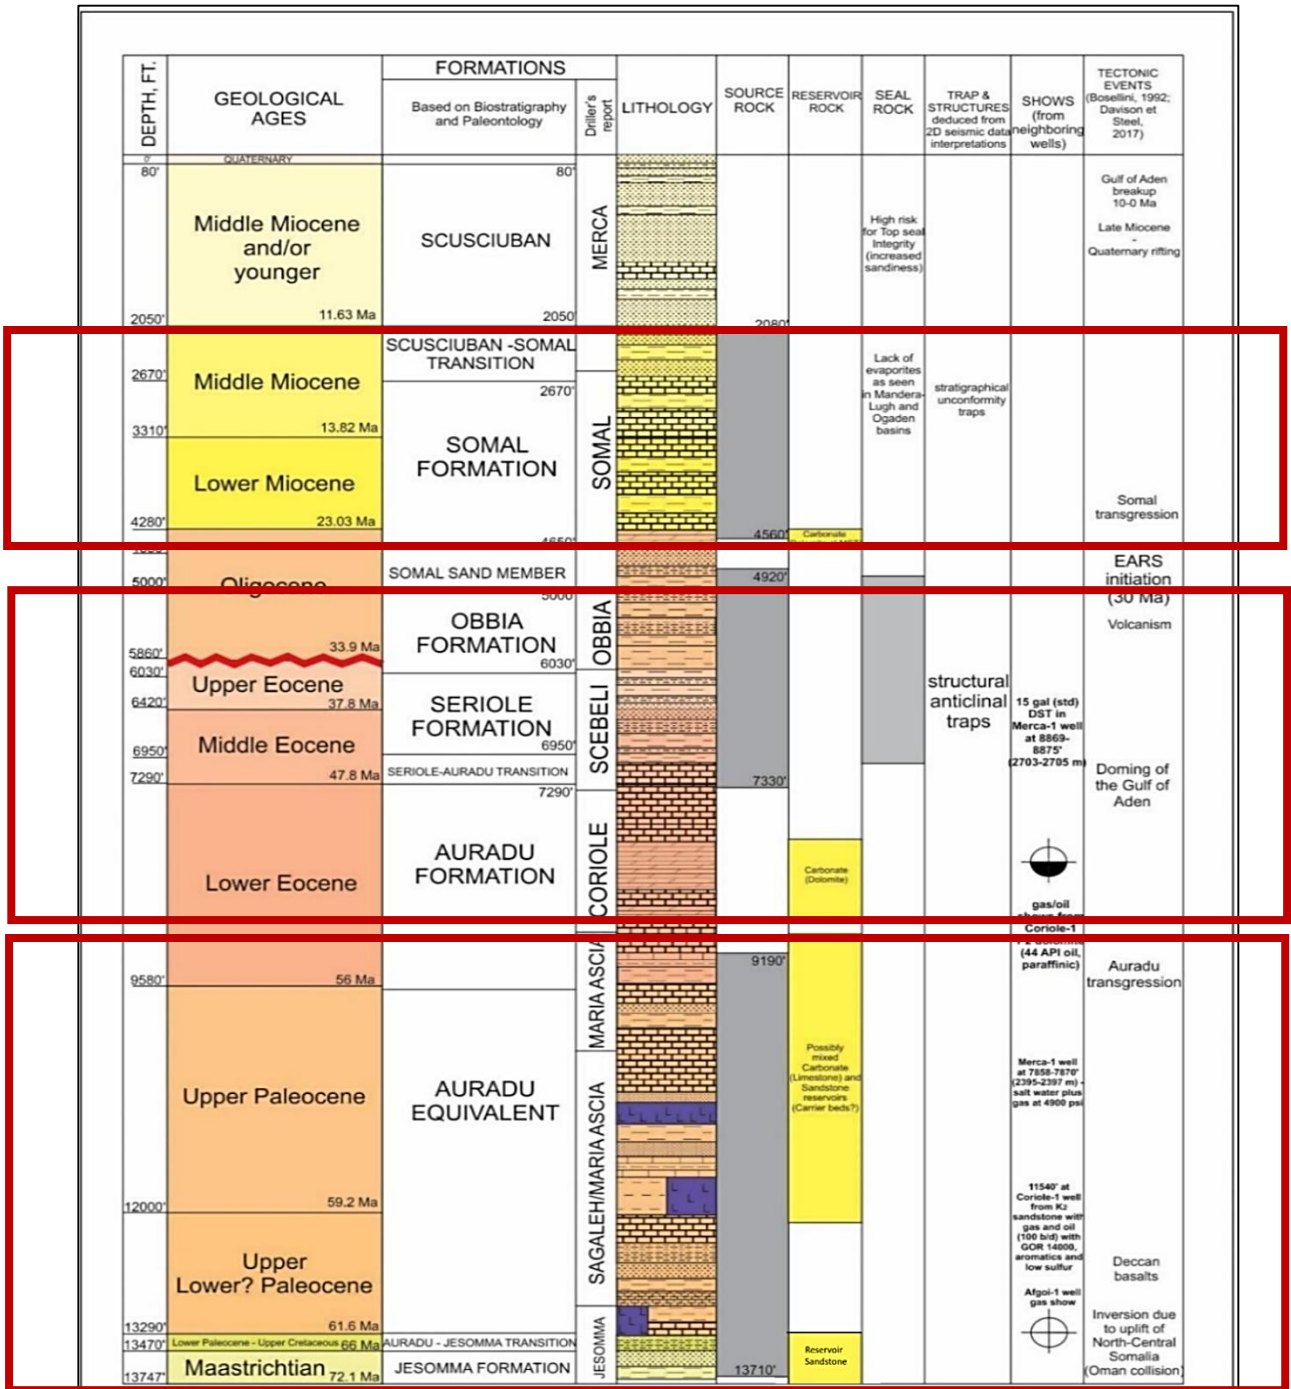 FORMATIONS
DEPTH, FT.
GEOLOGICAL
AGES
Based on Biostratigraphy
and Paleontology
Driller's
report
LITHOLOGY
SOURCE
ROCK
RESERVOIR
ROCK
SEAL
ROCK
TRAP &
STRUCTURES
deduced from
2D seismic data
interpretations
SHOWS
(from
neighboring
wells)
TECTONIC
EVENTS
(Bosellini, 1992;
Davison et
Steel,
2017)
0'
QUATERNARY
80'
80'
Middle Miocene
and/or
younger
11.63 Ma
2050'
SCUSCIUBAN
2050'
MERCA
2080'
High risk
for Top seal
Integrity
(increased
sandiness)
Gulf of Aden
breakup
10-0 Ma
Late Miocene
-
Quaternary rifting
SCUSCIUBAN -SOMAL
TRANSITION
2670'
2670'
Middle Miocene
13.82 Ma
3310'
SOMAL
FORMATION
SOMAL
Lower Miocene
23.03 Ma
4280'
4560'
Carbonate
Lack of
evaporites
as seen
in Mandera-
Lugh and
Ogaden
basins
stratigraphical
unconformity
traps
Somal
transgression
4650'
SOMAL SAND MEMBER
4920'
5000'
5000'
Oligocene
33.9 Ma
5860'
OBBIA
FORMATION
6030'
6030'
OBBIA
EARS
initiation
(30 Ma)
Volcanism
Upper Eocene
37.8 Ma
6420'
SERIOLE
FORMATION
6950'
6950'
Middle Eocene
47.8 Ma
SERIOLE-AURADU TRANSITION
7290'
7290'
SCEBELI
7330'
structural
anticlinal
traps
15 gal (std)
DST in
Merca-1 well
at 8869-
8875'
(2703-2705 m)
Doming of
the Gulf of
Aden
AURADU
FORMATION
Lower Eocene
CORIOLE
Carbonate
(Dolomite)
gas/oil
shows from
Coriole-1
(44 API oil,
paraffinic)
9190'
9580'
56 Ma
MARIA ASCIA
Auradu
transgression
Upper Paleocene
59.2 Ma
12000'
AURADU
EQUIVALENT
SAGALEH/MARIA ASCIA
Possibly
mixed
Carbonate
(Limestone) and
Sandstone
reservoirs
(Carrier beds?)
Merca-1 well
at 7858-7870'
(2395-2397 m) -
salt water plus
gas at 4900 psi
11540' at
Coriole-1 well
from K2
sandstone with
gas and oil
(100 b/d) with
GOR 14000,
aromatics and
low sulfur
Upper
Lower? Paleocene
61.6 Ma
13290'
Deccan
basalts
Afgoi-1 well
gas show
Lower Paleocene - Upper Cretaceous 66 Ma
13470'
AURADU - JESOMMA TRANSITION
Maastrichtian 72.1 Ma
13747'
JESOMMA FORMATION
JESOMMA
13710'
Reservoir
Sandstone
Inversion due
to uplift of
North-Central
Somalia
(Oman collision)